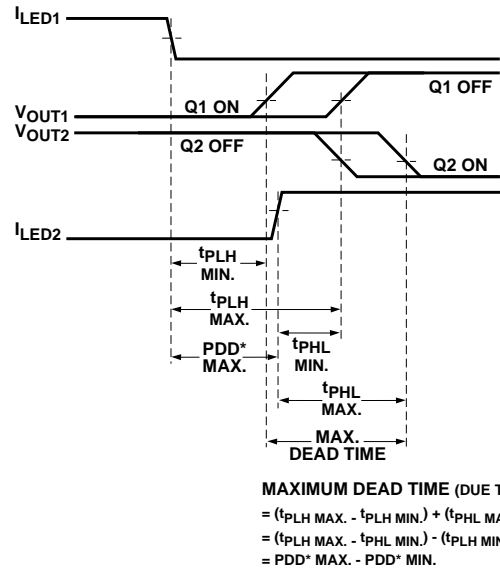 ILED1
VOUT1
Q1 ON
Q1 OFF
VOUT2
Q2 OFF
Q2 ON
ILED2
tPLH
MIN.
tPLH
MAX.
PDD*
MAX.
tPHL
MIN.
tPHL
MAX.
MAX.
DEAD TIME
MAXIMUM DEAD TIME (DUE
= (tPLH MAX. - tPLH MIN.) + (tPHL
= (tPLH MAX. - tPHL MIN.) - (tPLH
= PDD* MAX. - PDD* MIN.